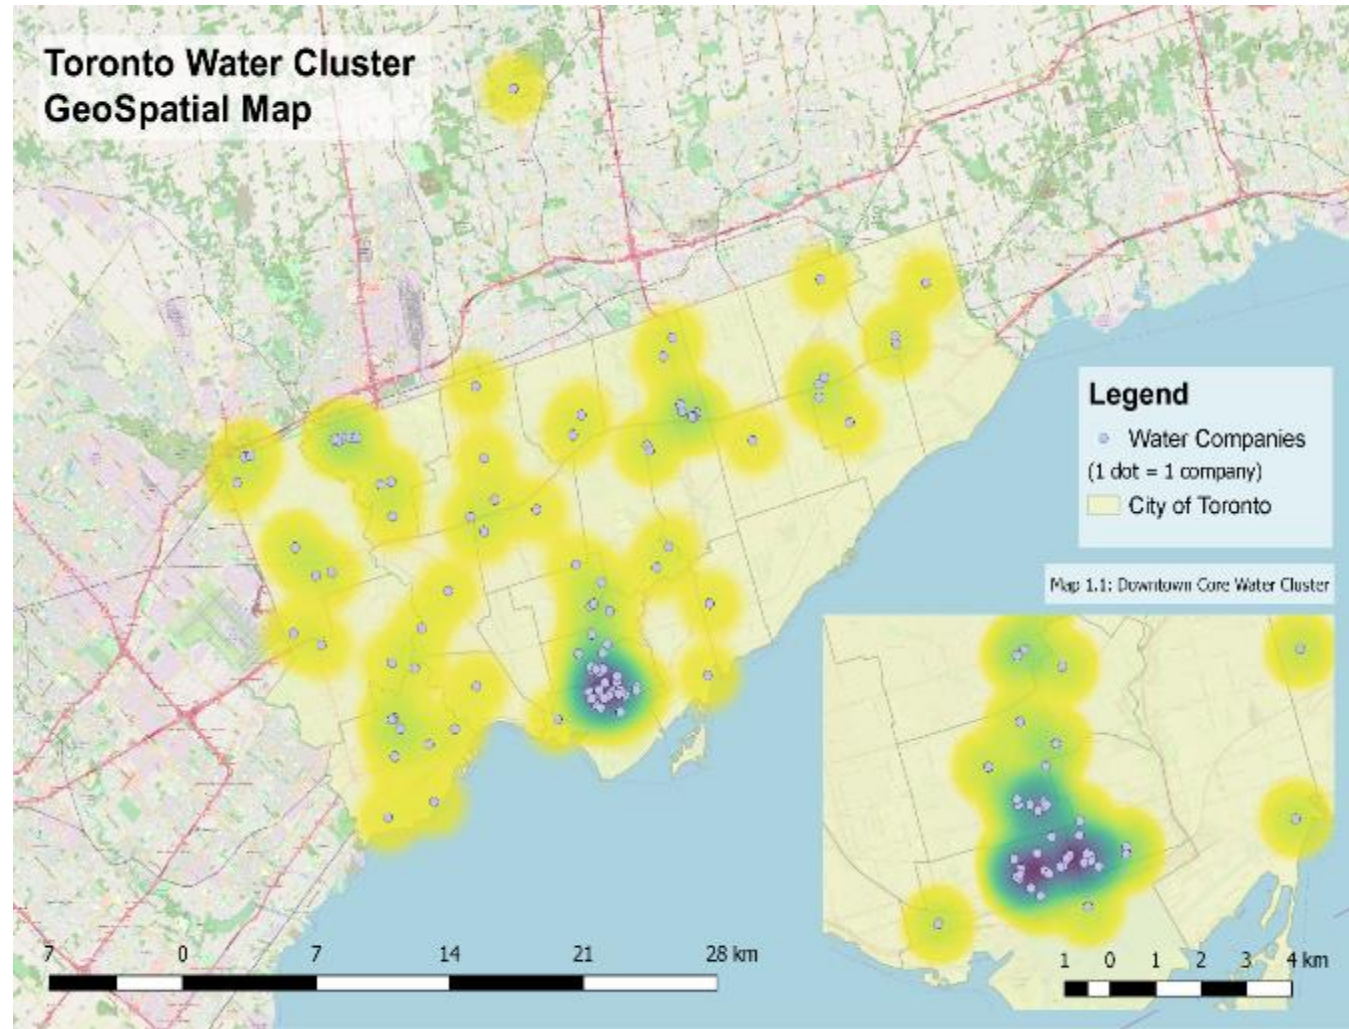 Toronto Water Cluster
GeoSpatial Map
Legend
Water Companies
(1 dot = 1 company)
City of Toronto
Map 1.1: Downtown Core Water Cluster
7 0 7 14 21 28 km
1 0 1 2 3 4 km